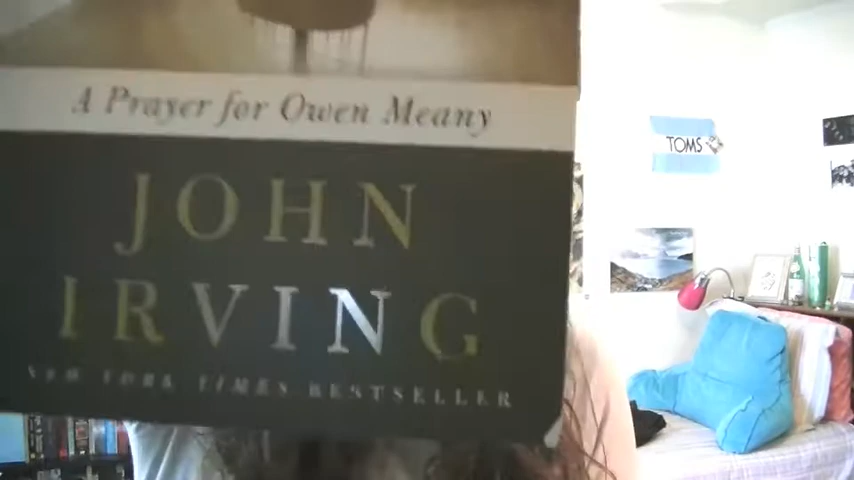 A Prayer for Owen Meany
JOHN
IRVING
NEW YORK TIMES BESTSELLER
TOMS